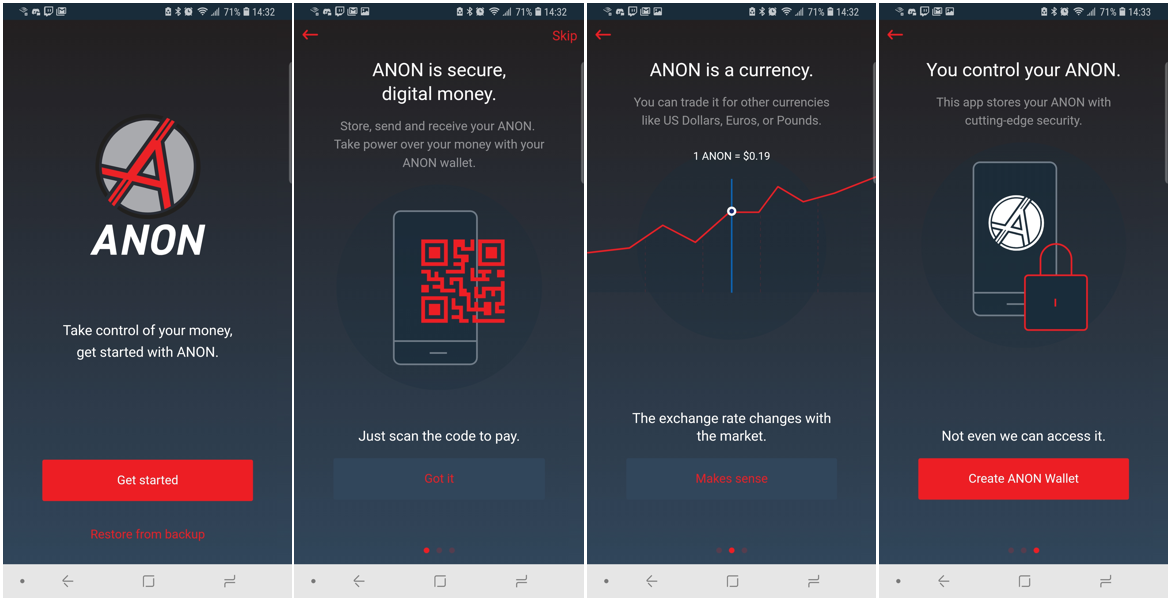 71% 14:32
ANON
Take control of your money,
get started with ANON.
Get started
Restore from backup
71% 14:32
Skip
ANON is secure,
digital money.
Store, send and receive your ANON.
Take power over your money with your
ANON wallet.
Just scan the code to pay.
Got it
71% 14:32
ANON is a currency.
You can trade it for other currencies
like US Dollars, Euros, or Pounds.
1 ANON = $0.19
The exchange rate changes with
the market.
Makes sense
71% 14:33
You control your ANON.
This app stores your ANON with
cutting-edge security.
Not even we can access it.
Create ANON Wallet